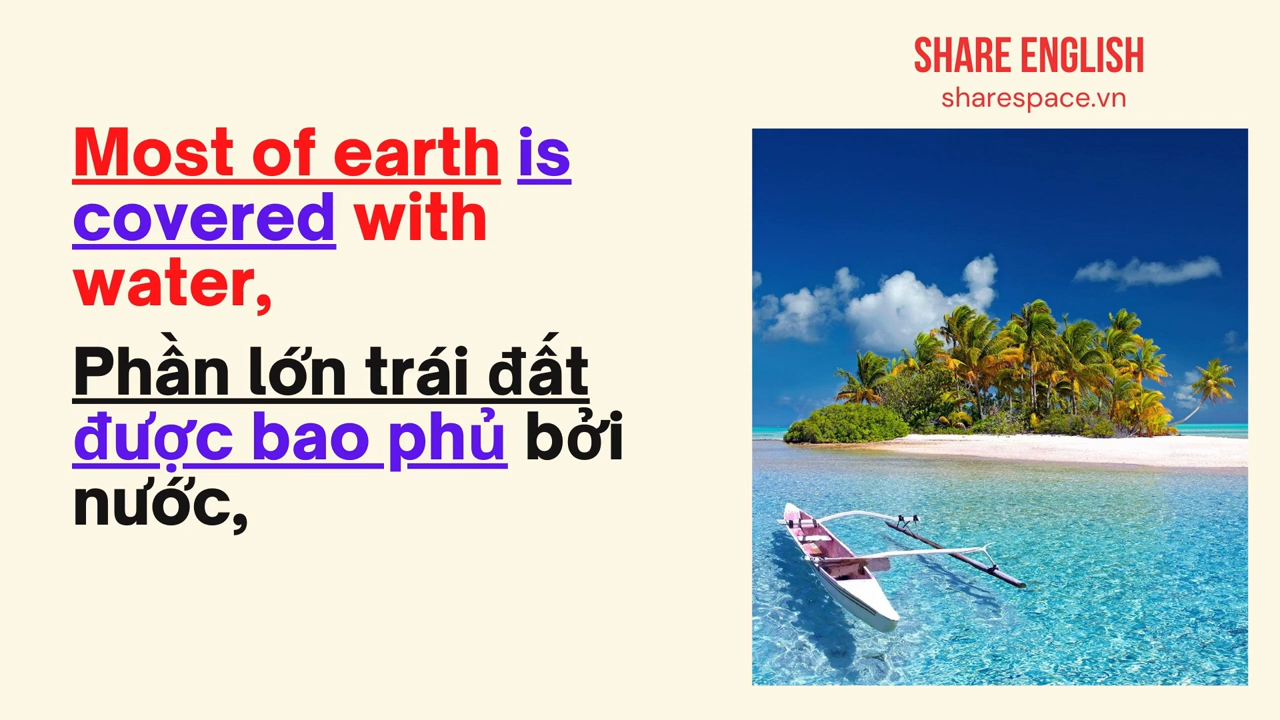 SHARE ENGLISH
sharespace.vn
Most of earth is
covered with
water,
Phần lớn trái đất
được bao phủ bởi
nước,